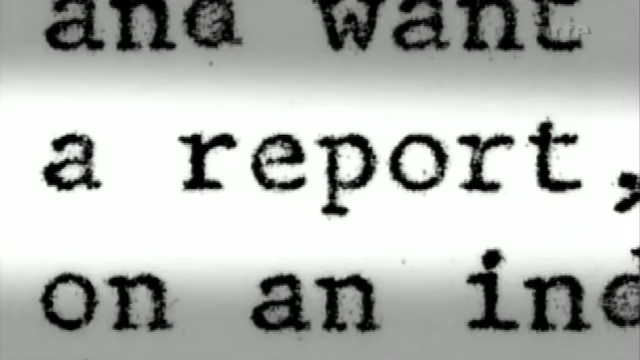 and want
a report,
on an ind